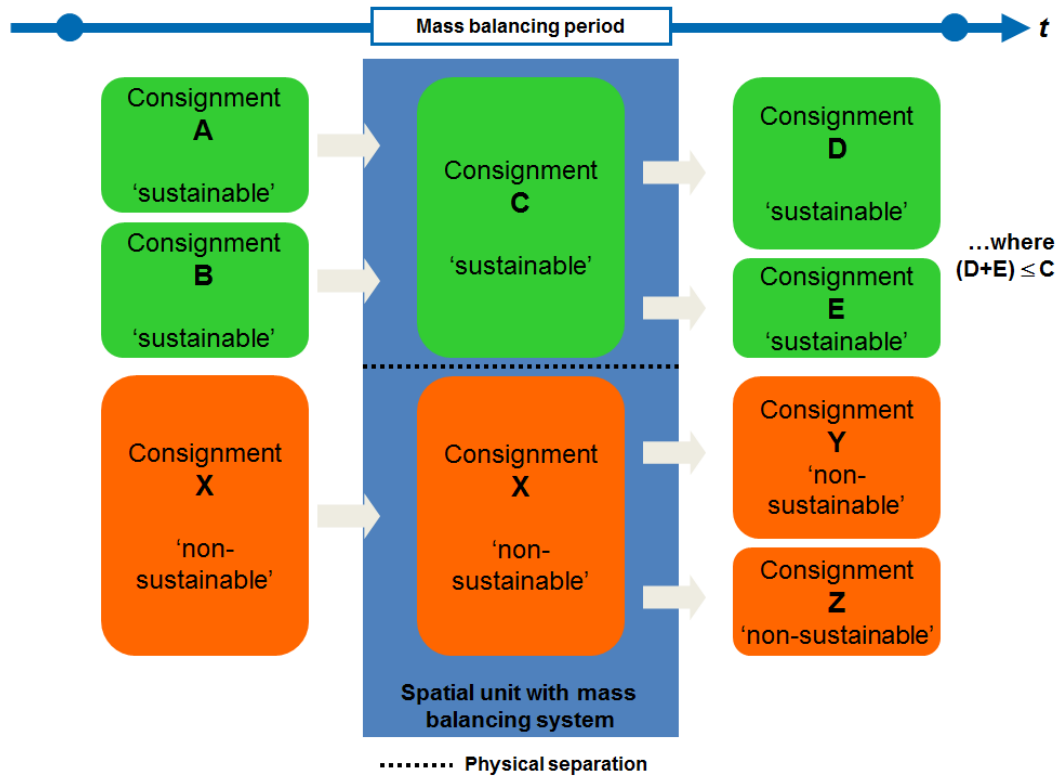 Mass balancing period
t
Consignment
A
‘sustainable’
Consignment
B
‘sustainable’
Consignment
X
‘non-
sustainable’
Consignment
C
‘sustainable’
Consignment
X
‘non-
sustainable’
Spatial unit with mass
balancing system
Consignment
D
‘sustainable’
Consignment
E
‘sustainable’
…where
(D+E) ≤ C
Consignment
Y
‘non-
sustainable’
Consignment
Z
‘non-sustainable’
Physical separation